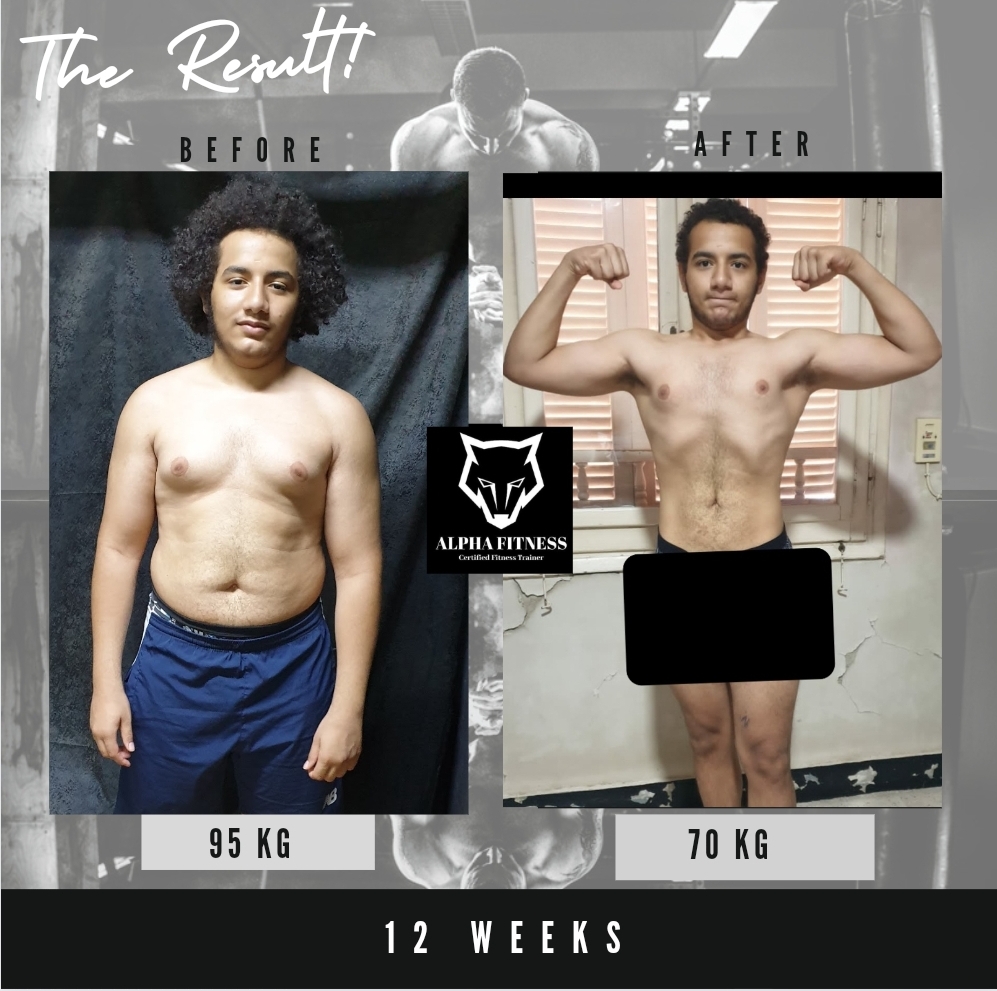 The Result!
BEFORE
AFTER
ALPHA FITNESS
Certified Fitness Trainer
95 KG
70 KG
12 WEEKS